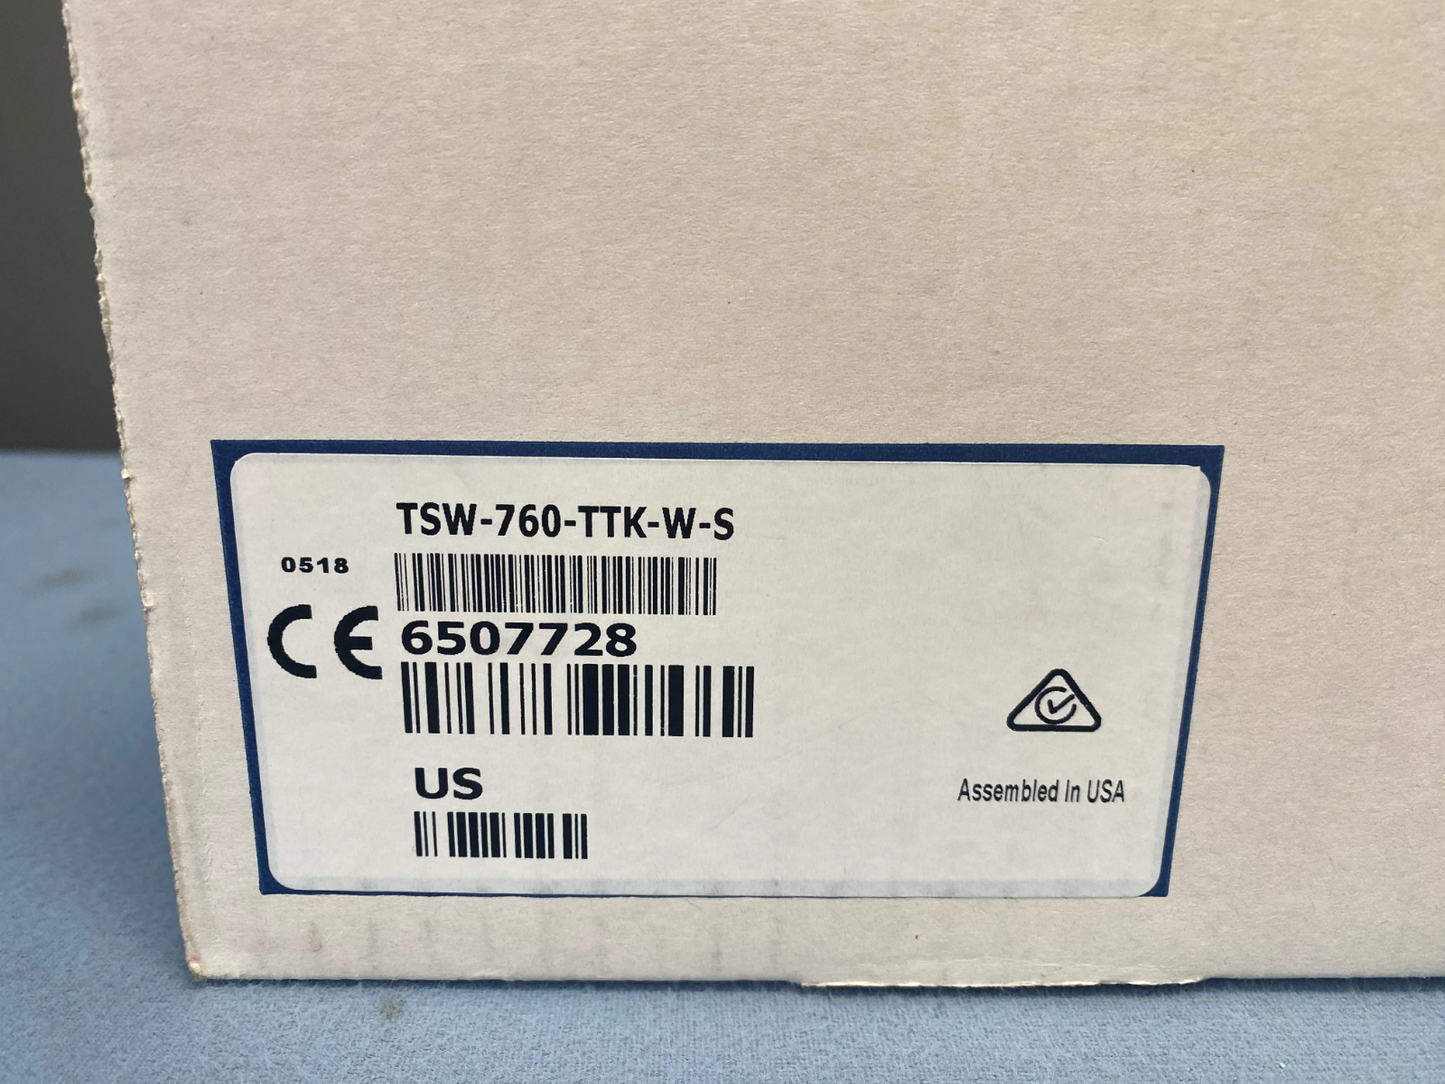 TSW-760-TTK-W-S
0518
CE
6507728
US
Assembled In USA